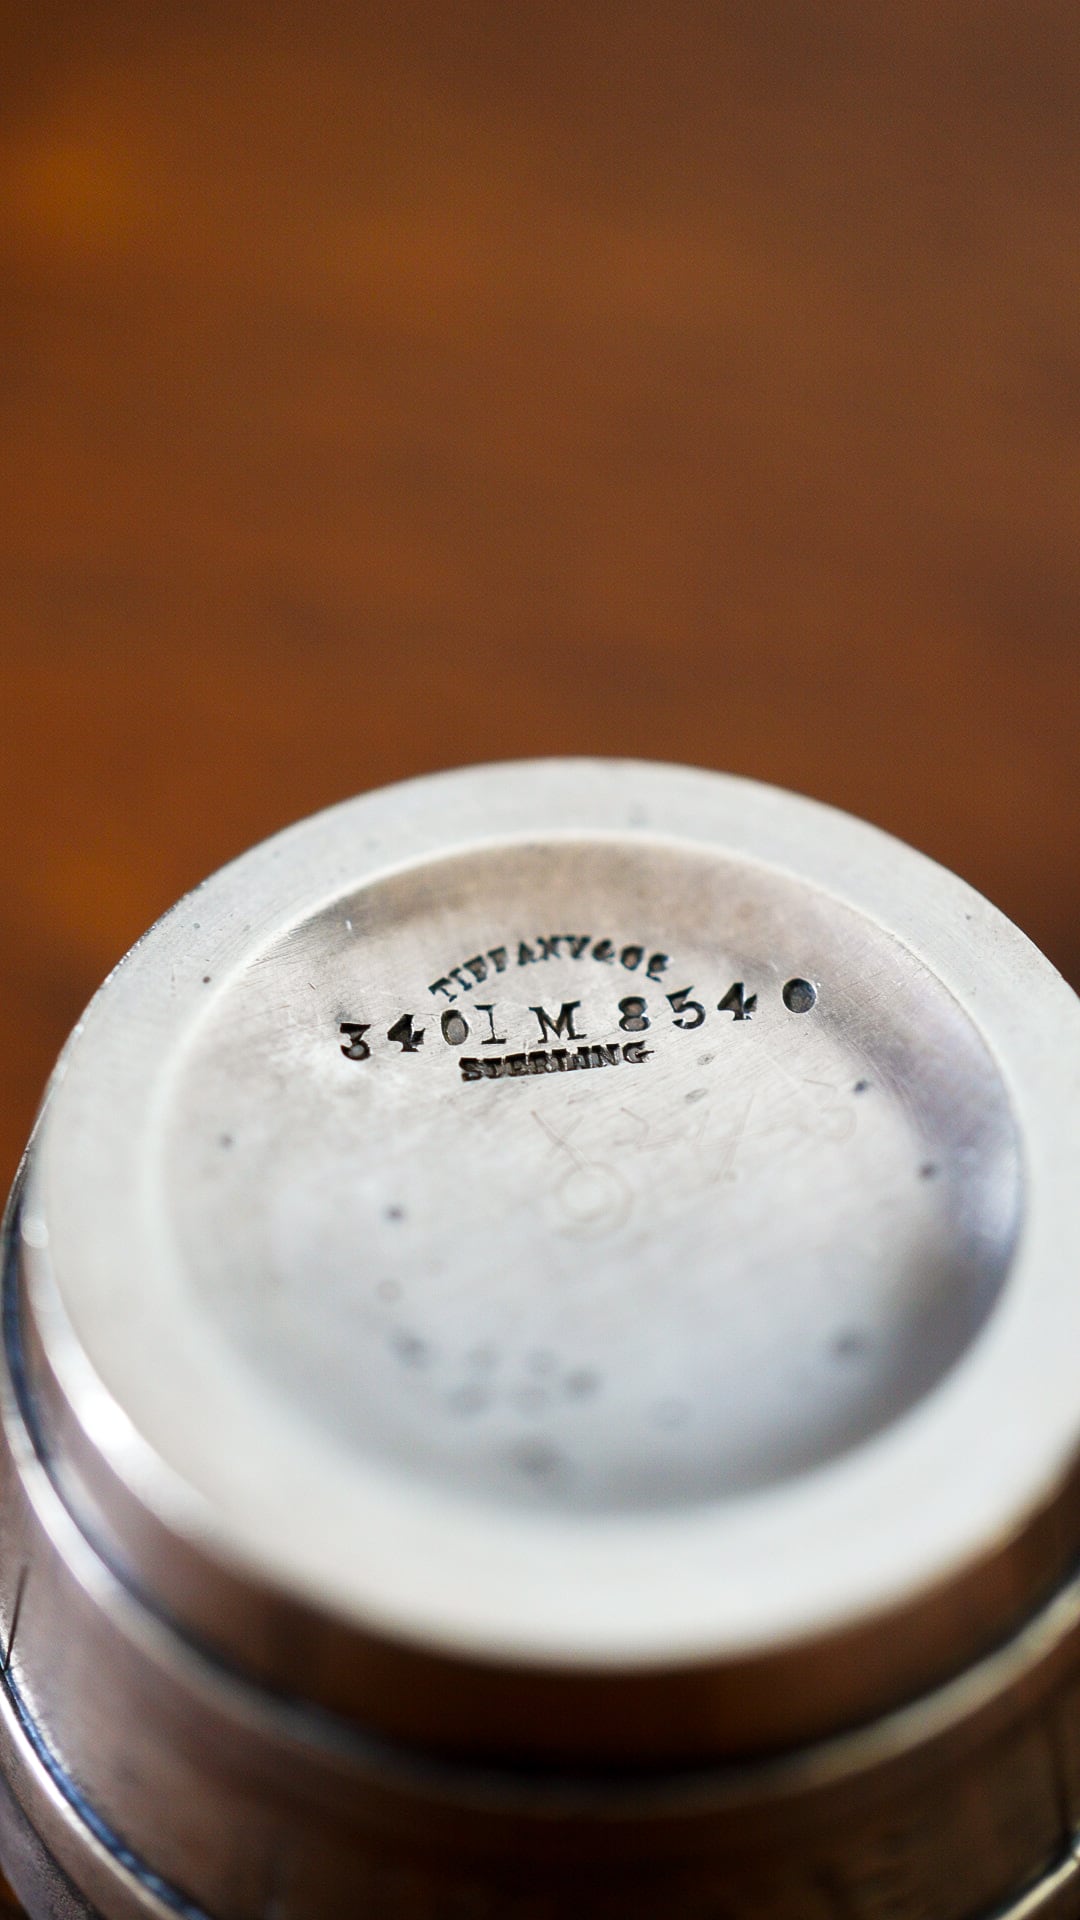 TIFFANY & CO
3401 M 8540
STERLING